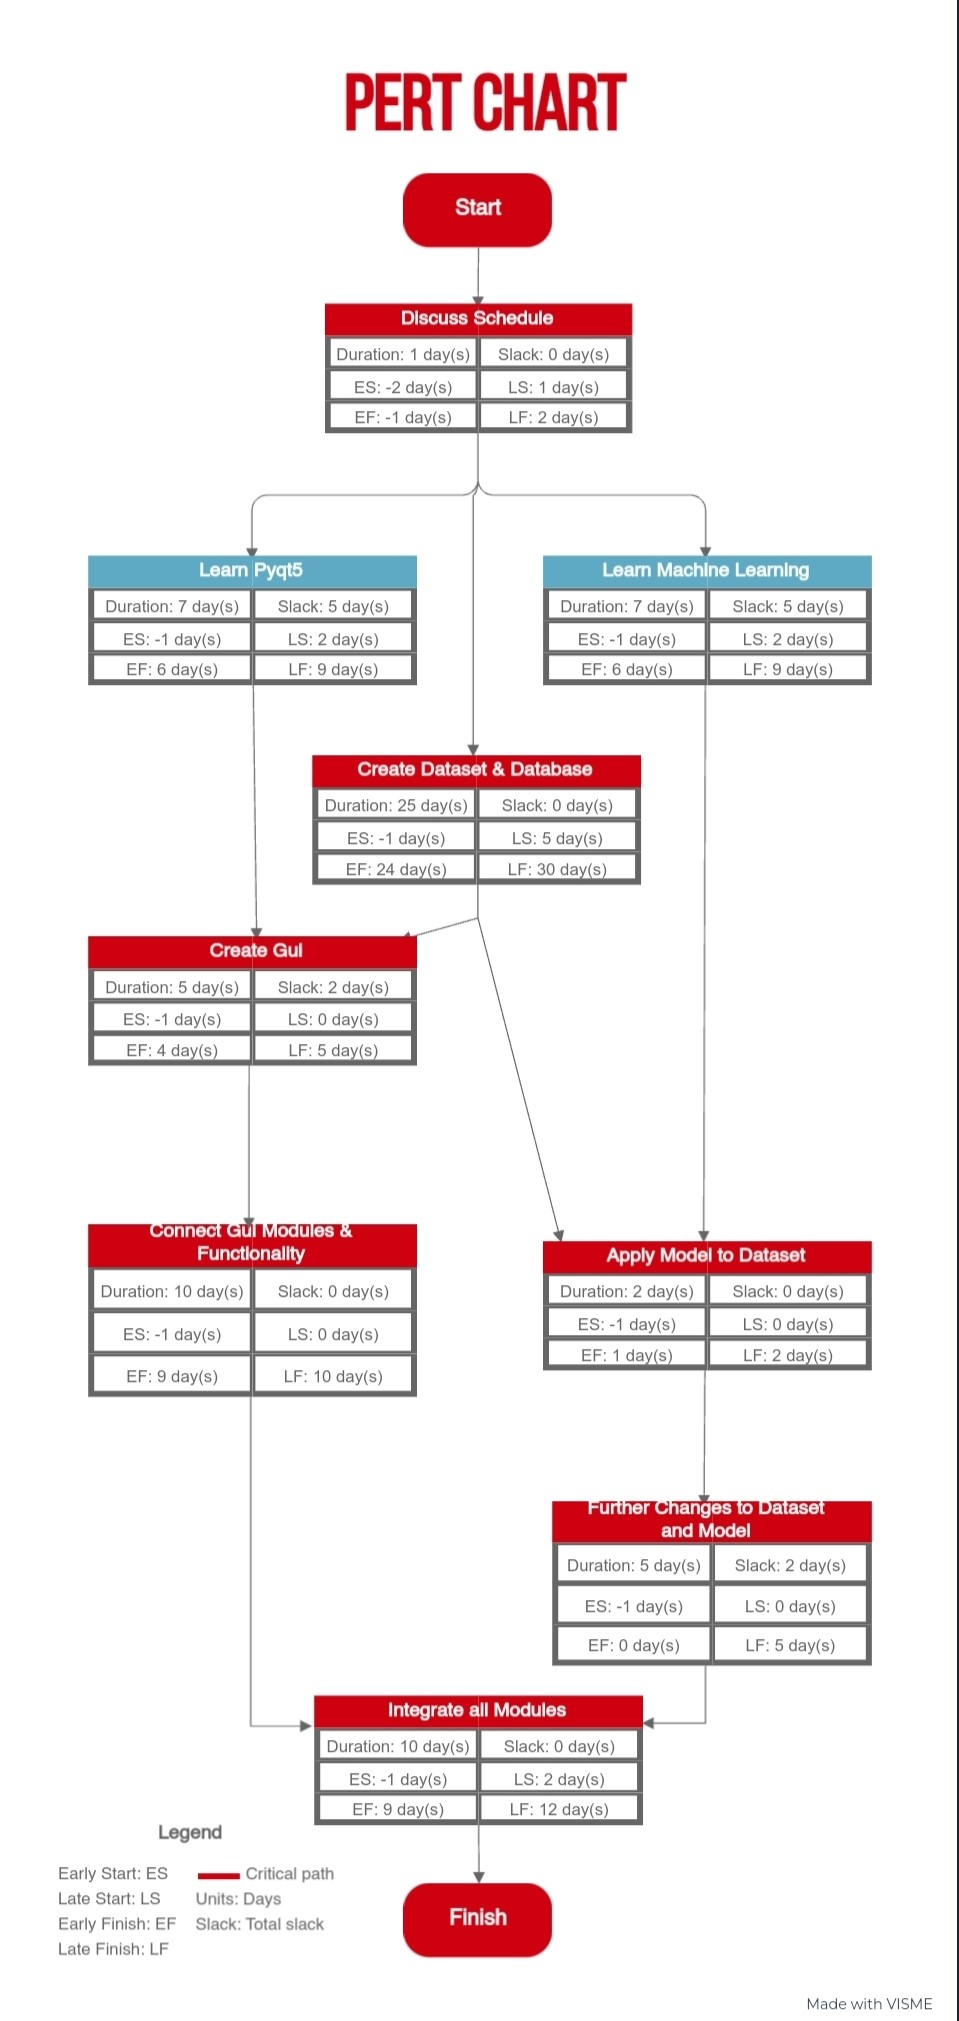 PERT CHART
Start
Discuss Schedule
Duration: 1 day(s) Slack: 0 day(s)
ES: -2 day(s) LS: 1 day(s)
EF: -1 day(s) LF: 2 day(s)
Learn Pyqt5
Duration: 7 day(s) Slack: 5 day(s)
ES: -1 day(s) LS: 2 day(s)
EF: 6 day(s) LF: 9 day(s)
Learn Machine Learning
Duration: 7 day(s) Slack: 5 day(s)
ES: -1 day(s) LS: 2 day(s)
EF: 6 day(s) LF: 9 day(s)
Create Dataset & Database
Duration: 25 day(s) Slack: 0 day(s)
ES: -1 day(s) LS: 5 day(s)
EF: 24 day(s) LF: 30 day(s)
Create Gui
Duration: 5 day(s) Slack: 2 day(s)
ES: -1 day(s) LS: 0 day(s)
EF: 4 day(s) LF: 5 day(s)
Connect Gui Modules &
Functionality
Duration: 10 day(s) Slack: 0 day(s)
ES: -1 day(s) LS: 0 day(s)
EF: 9 day(s) LF: 10 day(s)
Apply Model to Dataset
Duration: 2 day(s) Slack: 0 day(s)
ES: -1 day(s) LS: 0 day(s)
EF: 1 day(s) LF: 2 day(s)
Further Changes to Dataset
and Model
Duration: 5 day(s) Slack: 2 day(s)
ES: -1 day(s) LS: 0 day(s)
EF: 0 day(s) LF: 5 day(s)
Integrate all Modules
Duration: 10 day(s) Slack: 0 day(s)
ES: -1 day(s) LS: 2 day(s)
EF: 9 day(s) LF: 12 day(s)
Legend
Early Start: ES Critical path
Late Start: LS Units: Days
Early Finish: EF Slack: Total slack
Late Finish: LF
Finish
Made with VISME